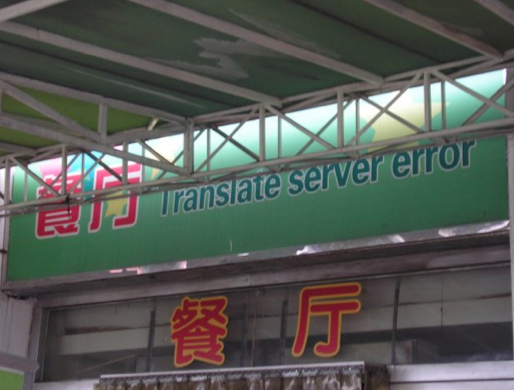 餐厅 Translate server error
餐厅